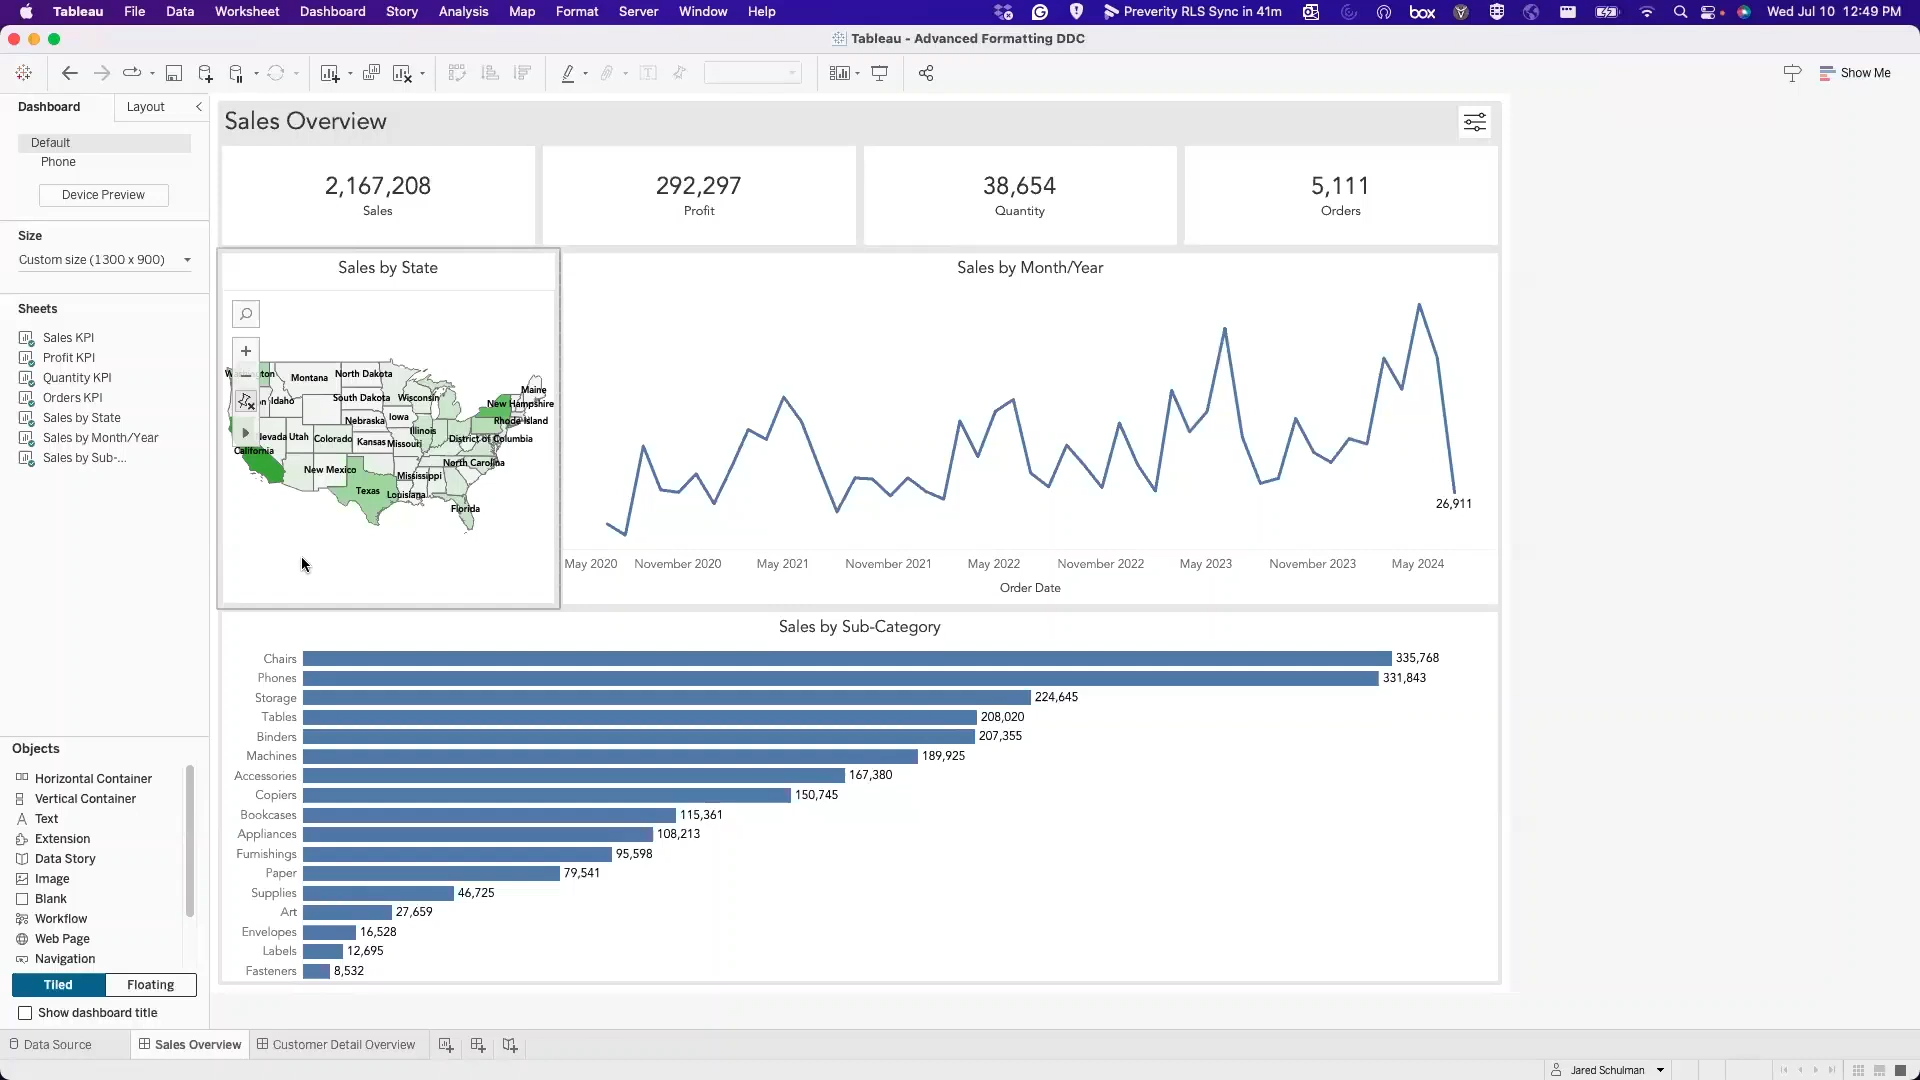 Tableau File Data Worksheet Dashboard Story Analysis Map Format Server Window Help
box Preverity RLS Sync in 41m Wed Jul 10 12:49 PM
Tableau - Advanced Formatting DDC
Show Me
Dashboard Layout
Default
Phone
Device Preview
Size
Custom size (1300 x 900)
Sheets
Sales KPI
Profit KPI
Quantity KPI
Orders KPI
Sales by State
Sales by Month/Year
Sales by Sub-...
Objects
Horizontal Container
Vertical Container
Text
Extension
Data Story
Image
Blank
Workflow
Web Page
Navigation
Tiled Floating
Show dashboard title
Sales Overview
2,167,208
Sales
292,297
Profit
38,654
Quantity
5,111
Orders
Sales by State
Montana
North Dakota
Idaho
South Dakota
Wisconsin
Maine
New Hampshire
Nebraska
Iowa
Rhode Island
Utah
Colorado
Kansas
Missouri
Illinois
District of Columbia
California
New Mexico
Mississippi
North Carolina
Texas
Louisiana
Florida
Sales by Month/Year
26,911
May 2020 November 2020 May 2021 November 2021 May 2022 November 2022 May 2023 November 2023 May 2024
Order Date
Sales by Sub-Category
Chairs 335,768
Phones 331,843
Storage 224,645
Tables 208,020
Binders 207,355
Machines 189,925
Accessories 167,380
Copiers 150,745
Bookcases 115,361
Appliances 108,213
Furnishings 95,598
Paper 79,541
Supplies 46,725
Art 27,659
Envelopes 16,528
Labels 12,695
Fasteners 8,532
Data Source Sales Overview Customer Detail Overview
Jared Schulman